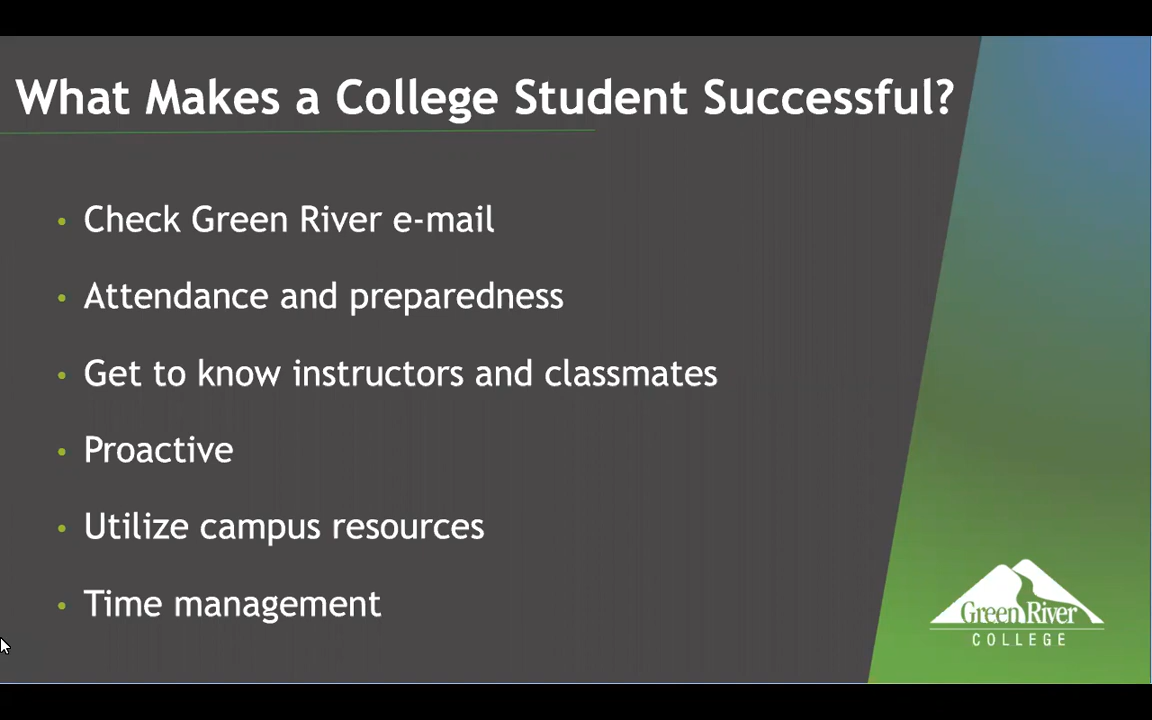 What Makes a College Student Successful?
• Check Green River e-mail
• Attendance and preparedness
• Get to know instructors and classmates
• Proactive
• Utilize campus resources
• Time management
Green River
COLLEGE